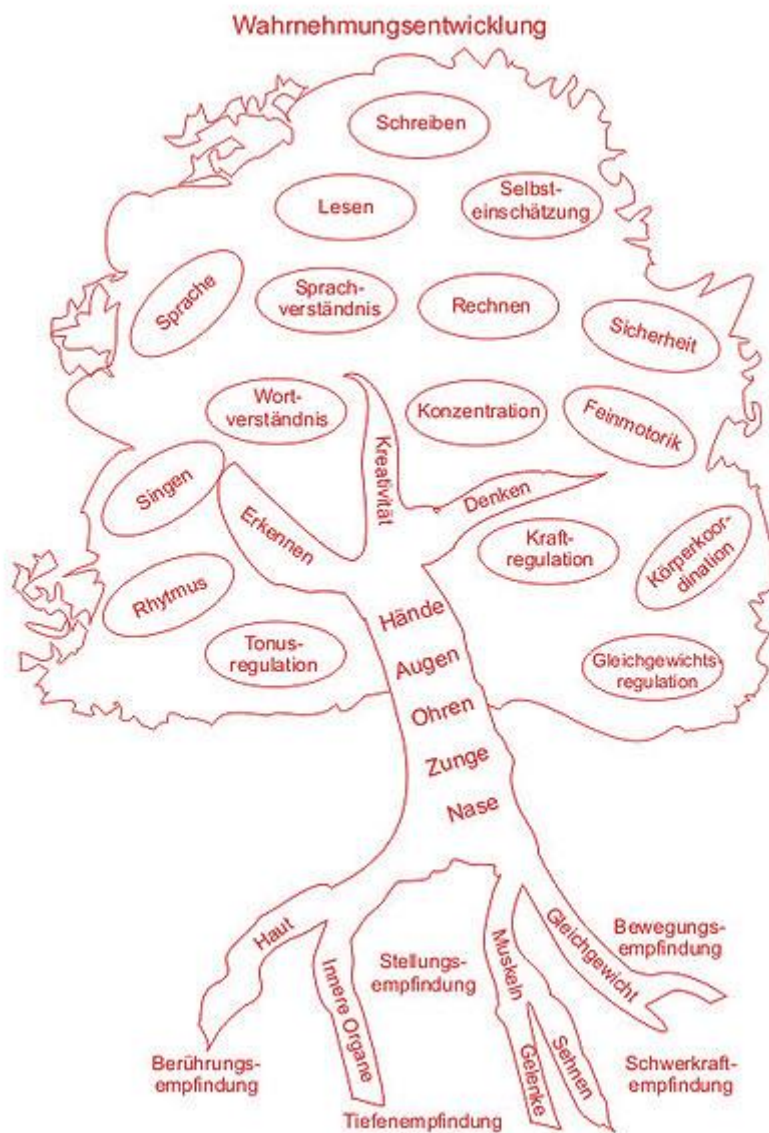 Wahrnehmungsentwicklung
Schreiben
Lesen
Selbst-
einschätzung
Sprache
Sprach-
verständnis
Rechnen
Sicherheit
Wort-
verständnis
Kreativität
Konzentration
Feinmotorik
Singen
Erkennen
Denken
Kraft-
regulation
Körperkoor-
dination
Rhytmus
Tonus-
regulation
Gleichgewichts-
regulation
Hände
Augen
Ohren
Zunge
Nase
Haut
Innere Organe
Stellungs-
empfindung
Muskeln
Gelenke
Sehnen
Gleichgewicht
Bewegungs-
empfindung
Berührungs-
empfindung
Tiefenempfindung
Schwerkraft-
empfindung